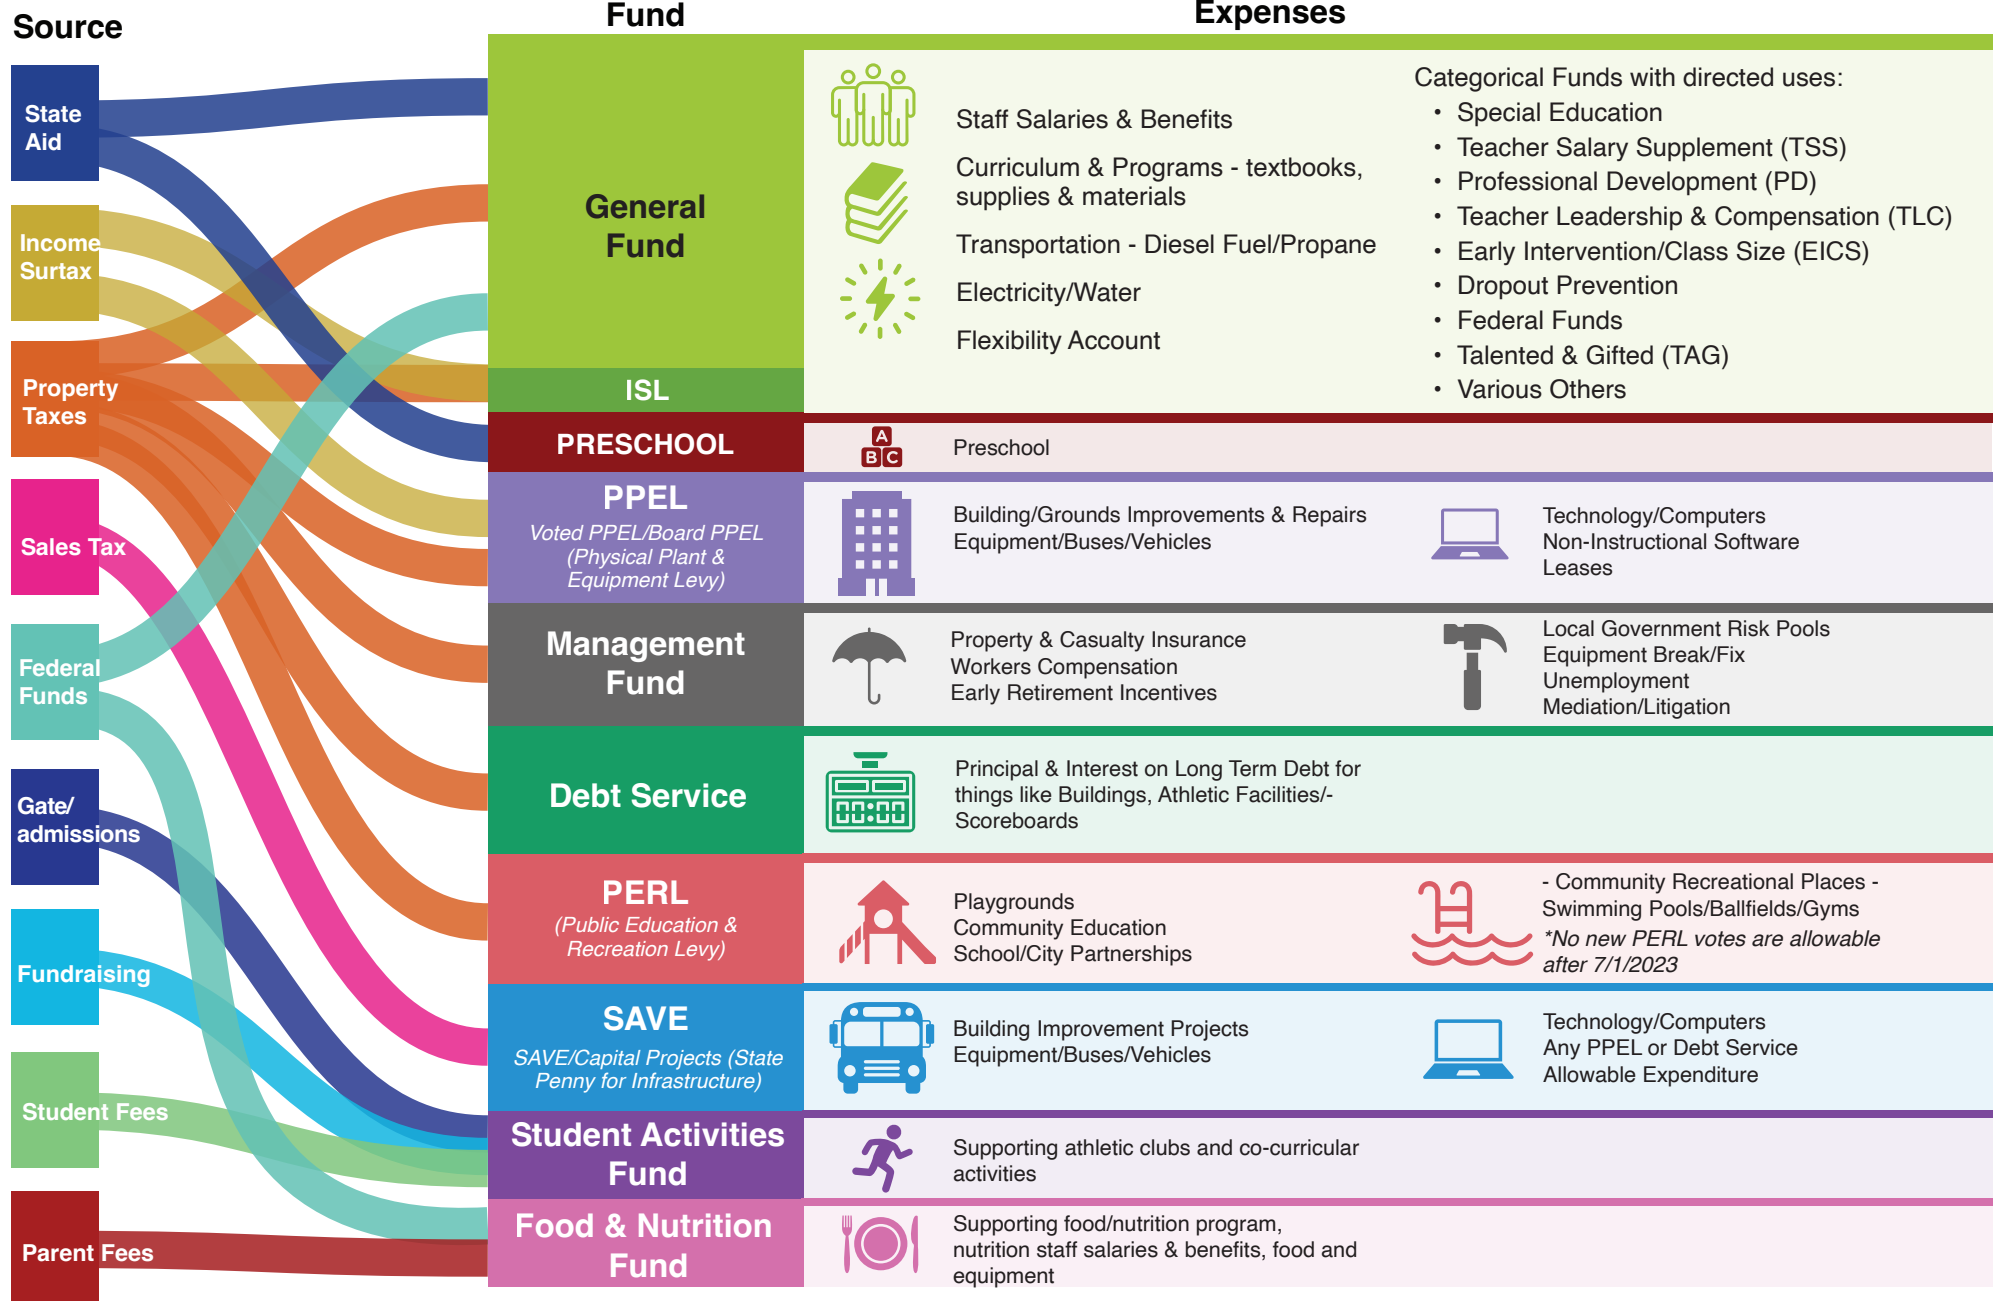 Source
Fund
Expenses
State
Aid
Income
Surtax
Property
Taxes
Sales Tax
Federal
Funds
Gate/
admissions
Fundraising
Student Fees
Parent Fees
General
Fund
ISL
Staff Salaries & Benefits
Curriculum & Programs - textbooks,
supplies & materials
Transportation - Diesel Fuel/Propane
Electricity/Water
Flexibility Account
Categorical Funds with directed uses:
• Special Education
• Teacher Salary Supplement (TSS)
• Professional Development (PD)
• Teacher Leadership & Compensation (TLC)
• Early Intervention/Class Size (EICS)
• Dropout Prevention
• Federal Funds
• Talented & Gifted (TAG)
• Various Others
PRESCHOOL
A
B C
Preschool
PPEL
Voted PPEL/Board PPEL
(Physical Plant &
Equipment Levy)
Building/Grounds Improvements & Repairs
Equipment/Buses/Vehicles
Technology/Computers
Non-Instructional Software
Leases
Management
Fund
Property & Casualty Insurance
Workers Compensation
Early Retirement Incentives
Local Government Risk Pools
Equipment Break/Fix
Unemployment
Mediation/Litigation
Debt Service
00:00
Principal & Interest on Long Term Debt for
things like Buildings, Athletic Facilities/-
Scoreboards
PERL
(Public Education &
Recreation Levy)
Playgrounds
Community Education
School/City Partnerships
- Community Recreational Places -
Swimming Pools/Ballfields/Gyms
*No new PERL votes are allowable
after 7/1/2023
SAVE
SAVE/Capital Projects (State
Penny for Infrastructure)
Building Improvement Projects
Equipment/Buses/Vehicles
Technology/Computers
Any PPEL or Debt Service
Allowable Expenditure
Student Activities
Fund
Supporting athletic clubs and co-curricular
activities
Food & Nutrition
Fund
Supporting food/nutrition program,
nutrition staff salaries & benefits, food and
equipment